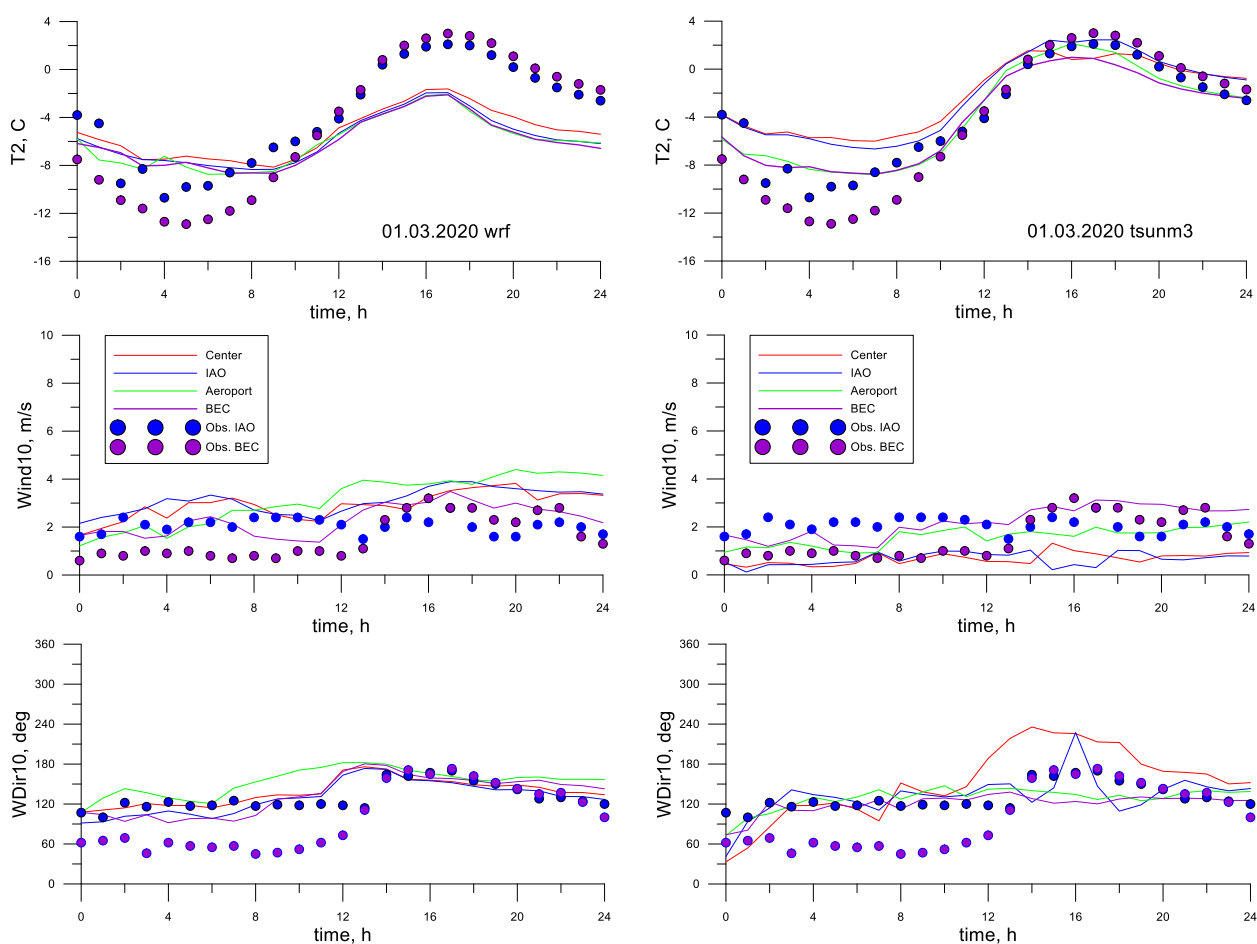 4
0
-4
-8
-12
-16
T2, C
01.03.2020 wrf
0 4 8 12 16 20 24
time, h
4
0
-4
-8
-12
-16
T2, C
01.03.2020 tsunm3
0 4 8 12 16 20 24
time, h
10
8
6
4
2
0
Wind10, m/s
Center
IAO
Aeroport
BEC
Obs. IAO
Obs. BEC
0 4 8 12 16 20 24
time, h
10
8
6
4
2
0
Wind10, m/s
Center
IAO
Aeroport
BEC
Obs. IAO
Obs. BEC
0 4 8 12 16 20 24
time, h
360
300
240
180
120
60
0
WDir10, deg
0 4 8 12 16 20 24
time, h
360
300
240
180
120
60
0
WDir10, deg
0 4 8 12 16 20 24
time, h